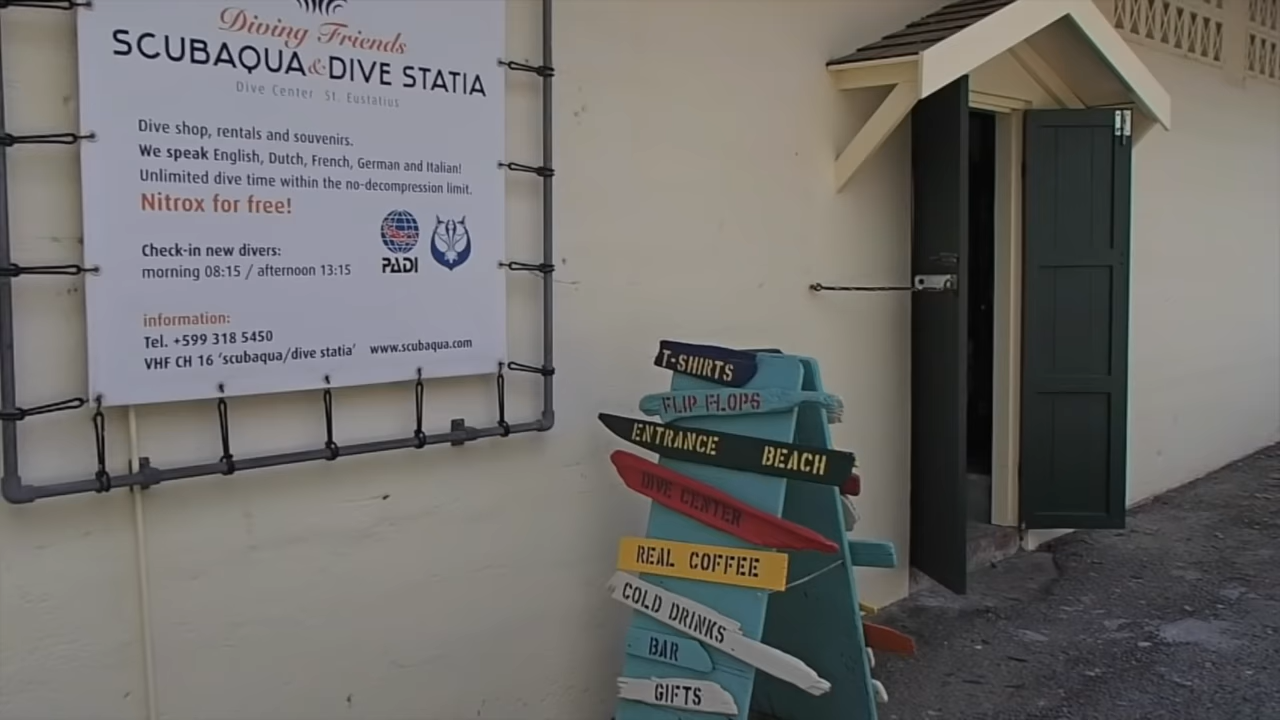 Diving Friends
SCUBAQUA & DIVE STATIA
Dive Center St. Eustatius
Dive shop, rentals and souvenirs.
We speak English, Dutch, French, German and Italian!
Unlimited dive time within the no-decompression limit.
Nitrox for free!
Check-in new divers:
morning 08:15 / afternoon 13:15
PADI
information:
Tel. +599 318 5450
VHF CH 16 'scubaqua/dive statia' www.scubaqua.com
T-SHIRTS
FLIP FLOPS
ENTRANCE BEACH
DIVE CENTER
REAL COFFEE
COLD DRINKS
BAR
GIFTS